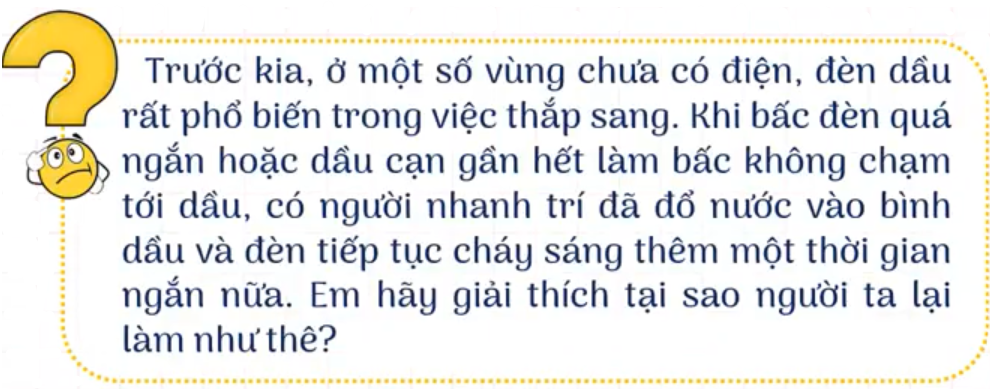 Trước kia, ở một số vùng chưa có điện, đèn dầu
rất phổ biến trong việc thắp sang. Khi bấc đèn quá
ngắn hoặc dầu cạn gần hết làm bấc không chạm
tới dầu, có người nhanh trí đã đổ nước vào bình
dầu và đèn tiếp tục cháy sáng thêm một thời gian
ngắn nữa. Em hãy giải thích tại sao người ta lại
làm như thê?